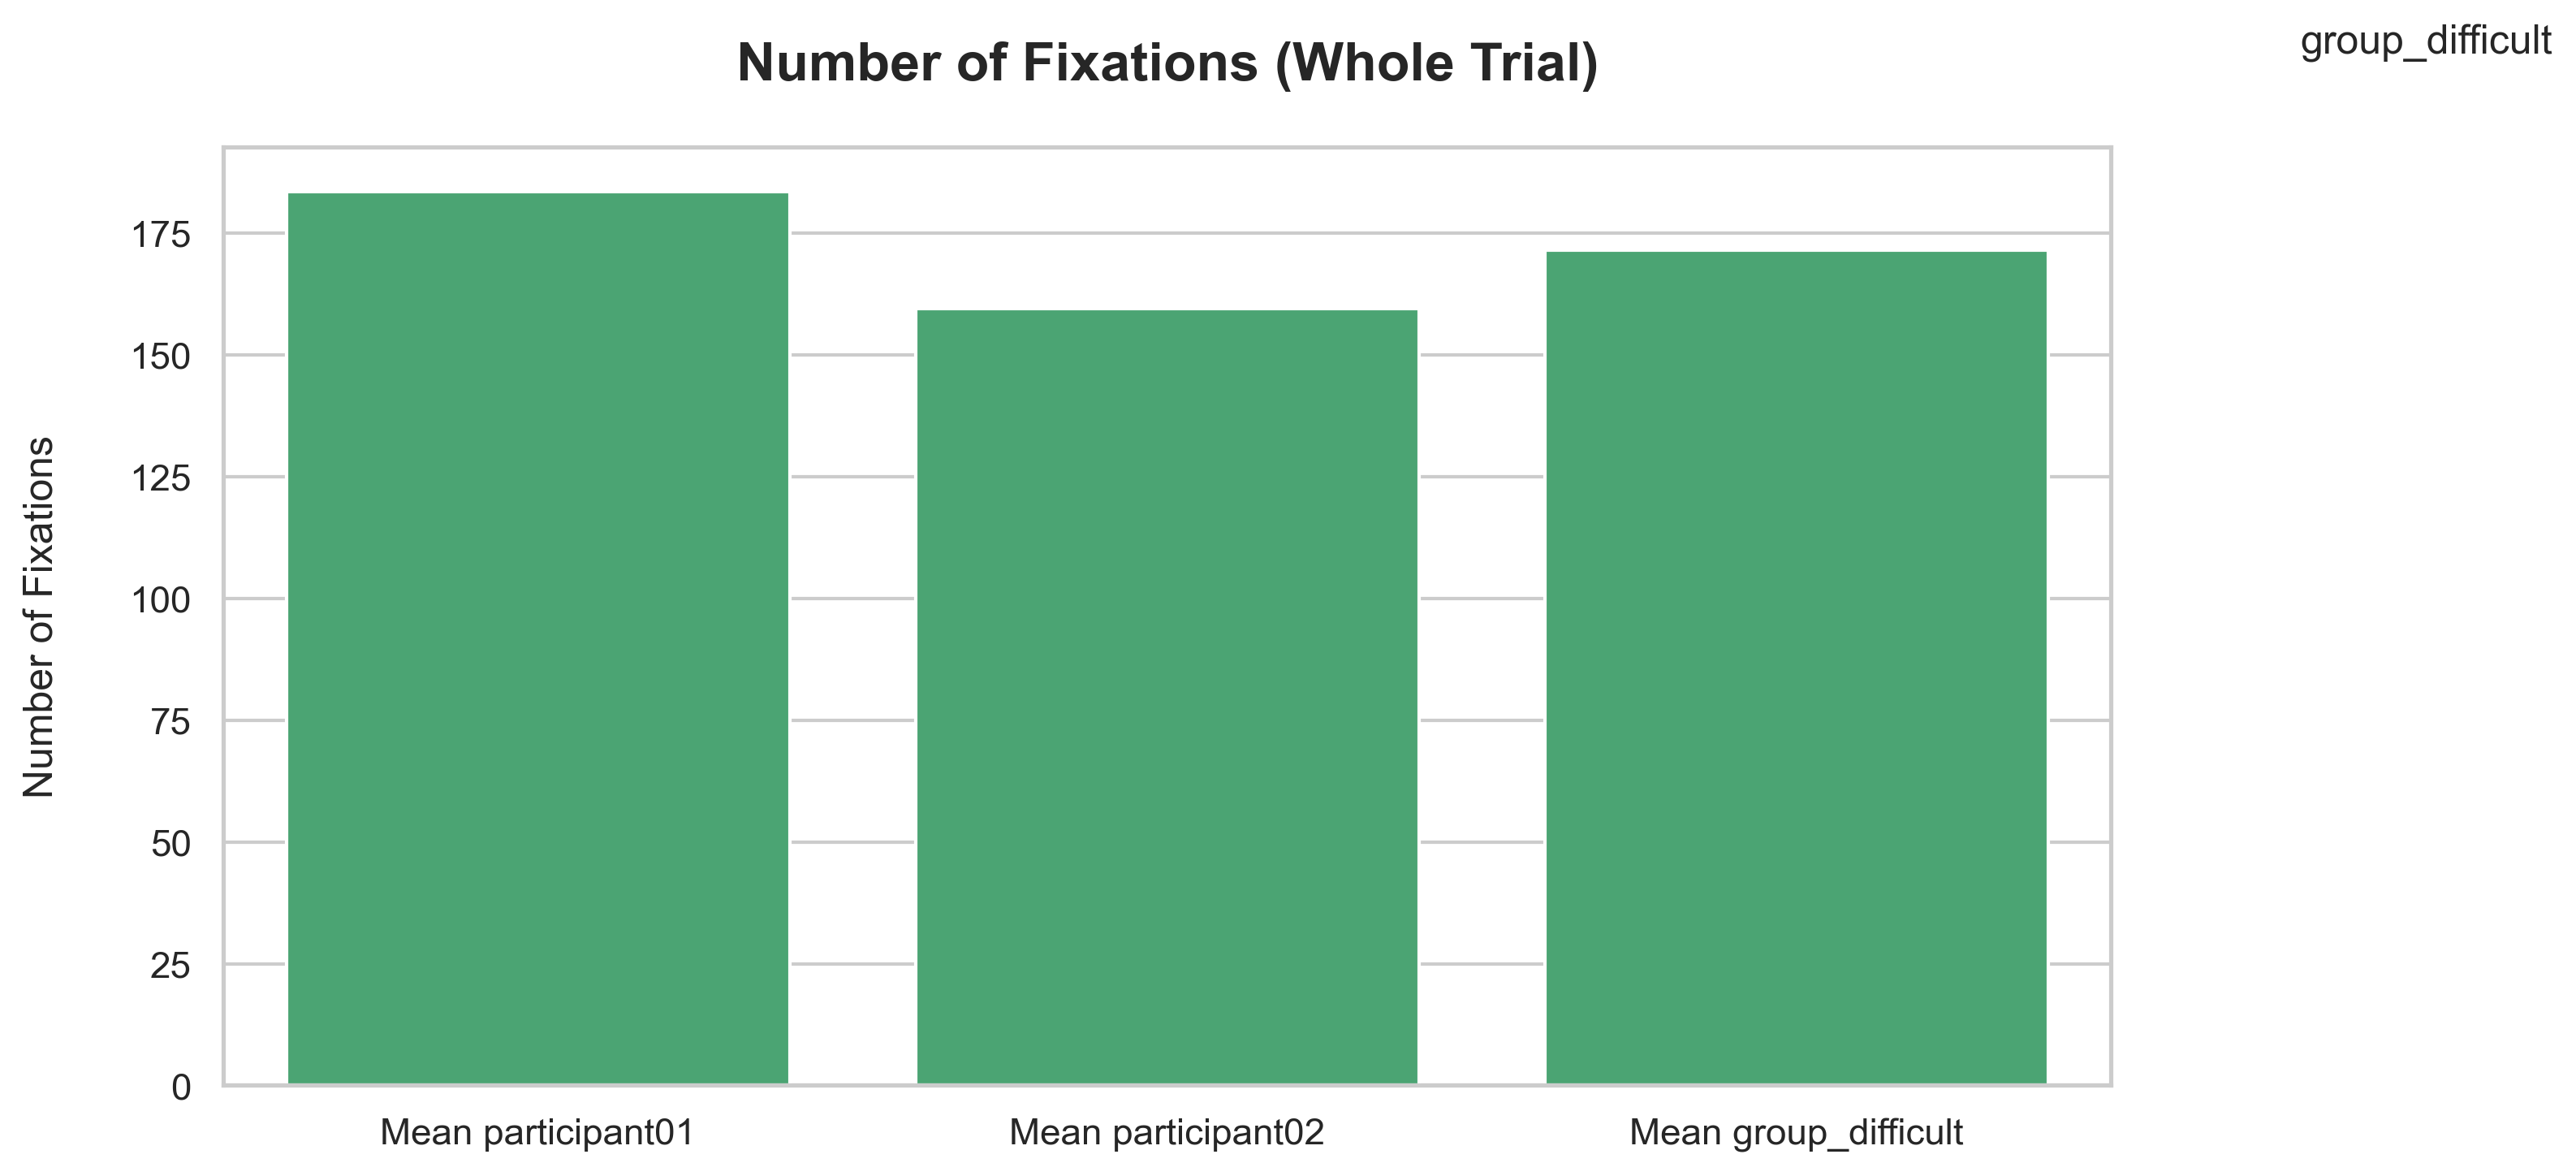 group_difficult
Number of Fixations (Whole Trial)
Number of Fixations
175
150
125
100
75
50
25
0
Mean participant01
Mean participant02
Mean group_difficult